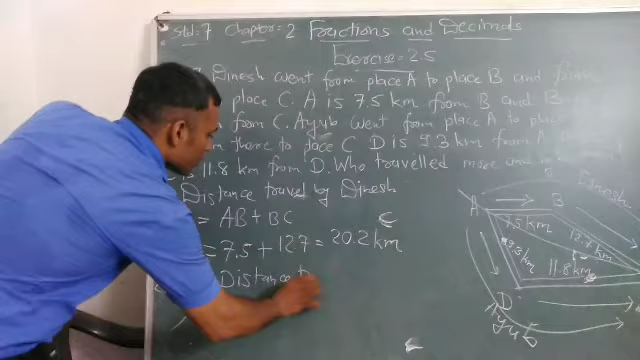 Std:7 Chapter: 2 Fractions and Decimals
Exercise: 2.5
Dinesh went from place A to place B and from
place C. A is 7.5 km from B and B
from C. Ayub went from place A to place
from there to place C D is 9.3 km from A
is 11.8 km from D. Who travelled more and
Distance travel by Dinesh
= AB + BC
= 7.5 + 12.7 = 20.2 km
Distance t
A B
Dinesh
7.5 km
12.7 km
9.3 km
11.8 km
D
Ayub